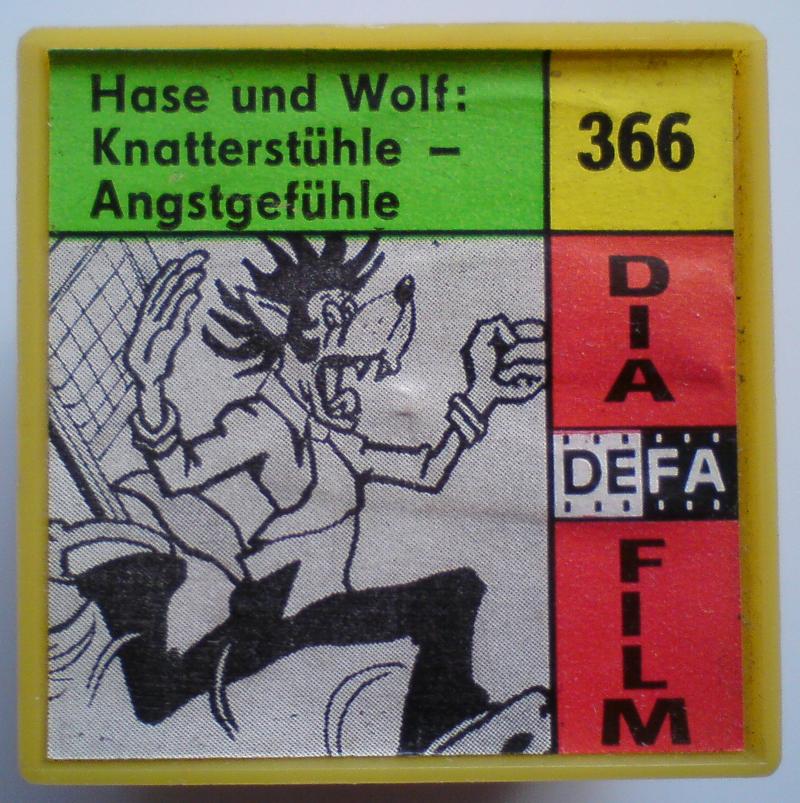 Hase und Wolf:
Knatterstühle –
Angstgefühle
366
DIA
DEFA
FILM